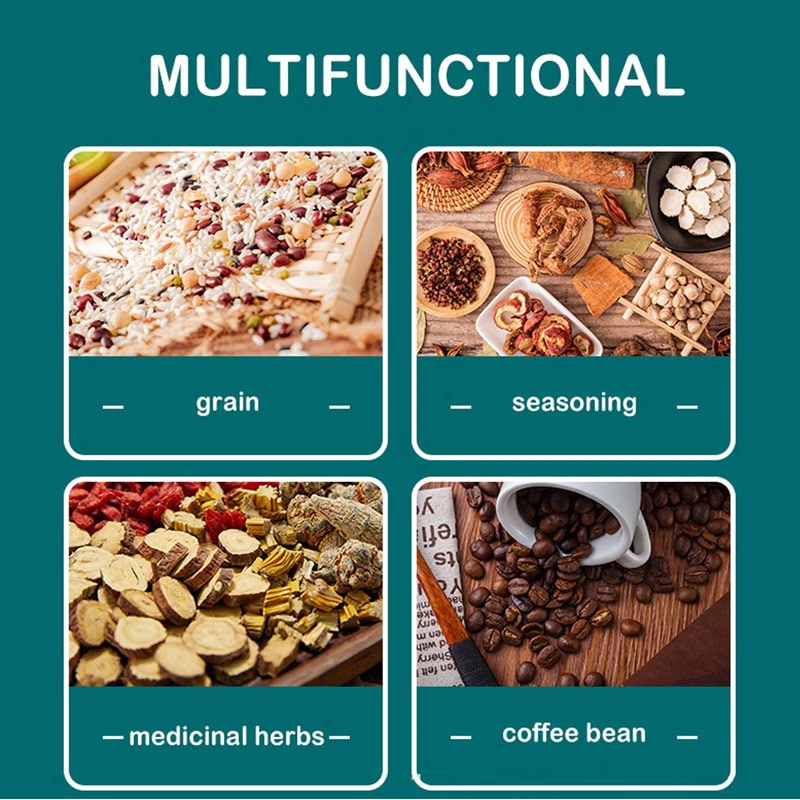 MULTIFUNCTIONAL
grain
seasoning
medicinal herbs
coffee bean